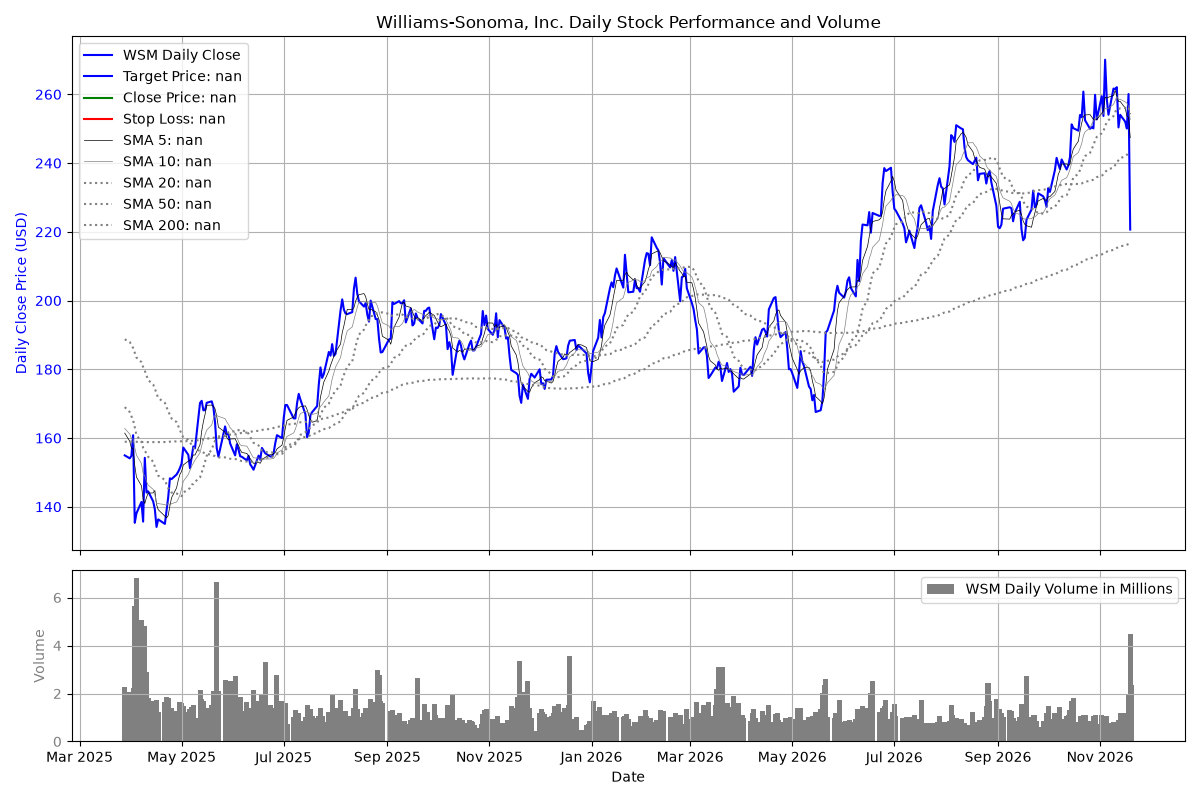 Williams-Sonoma, Inc. Daily Stock Performance and Volume
WSM Daily Close
Target Price: nan
Close Price: nan
Stop Loss: nan
SMA 5: nan
SMA 10: nan
SMA 20: nan
SMA 50: nan
SMA 200: nan
Daily Close Price (USD)
260
240
220
200
180
160
140
WSM Daily Volume in Millions
Volume
6
4
2
0
Mar 2025 May 2025 Jul 2025 Sep 2025 Nov 2025 Jan 2026 Mar 2026 May 2026 Jul 2026 Sep 2026 Nov 2026
Date